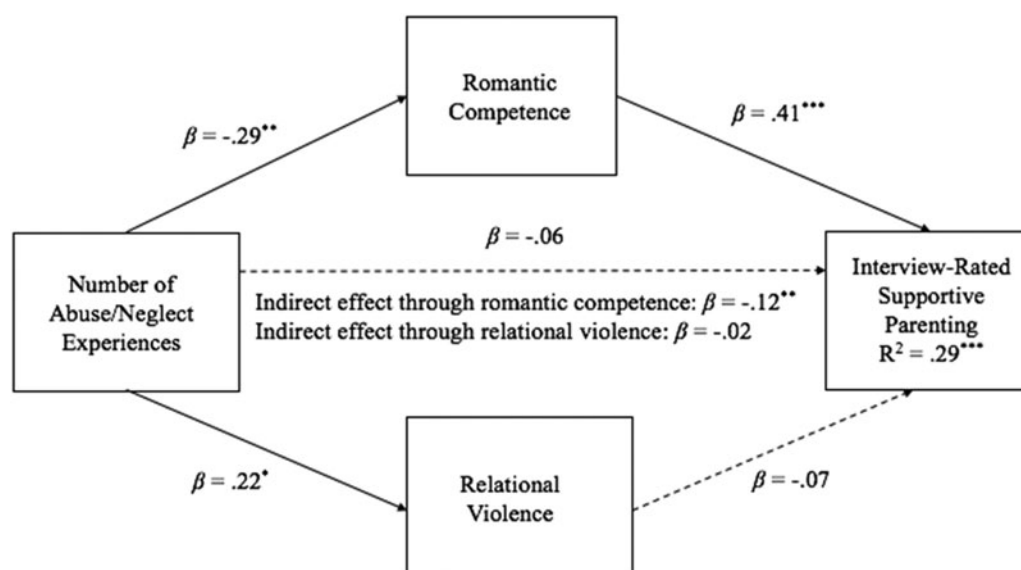 Romantic
Competence
β = -.29**
β = .41***
β = -.06
Number of
Abuse/Neglect
Experiences
Indirect effect through romantic competence: β = -.12**
Indirect effect through relational violence: β = -.02
Interview-Rated
Supportive
Parenting
R² = .29***
β = .22*
Relational
Violence
β = -.07